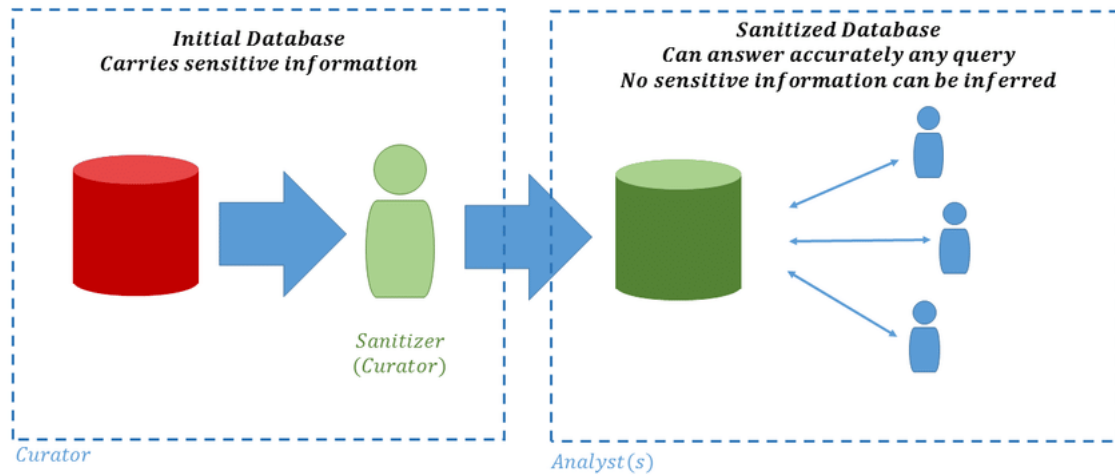 Initial Database
Carries sensitive information
Sanitizer
(Curator)
Curator
Sanitized Database
Can answer accurately any query
No sensitive information can be inferred
Analyst(s)